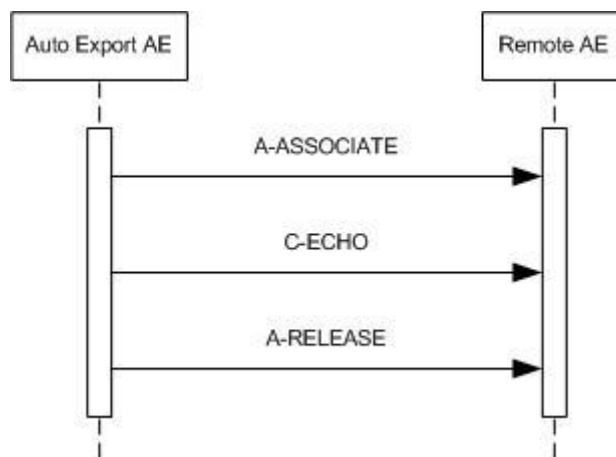 Auto Export AE
Remote AE
A-ASSOCIATE
C-ECHO
A-RELEASE